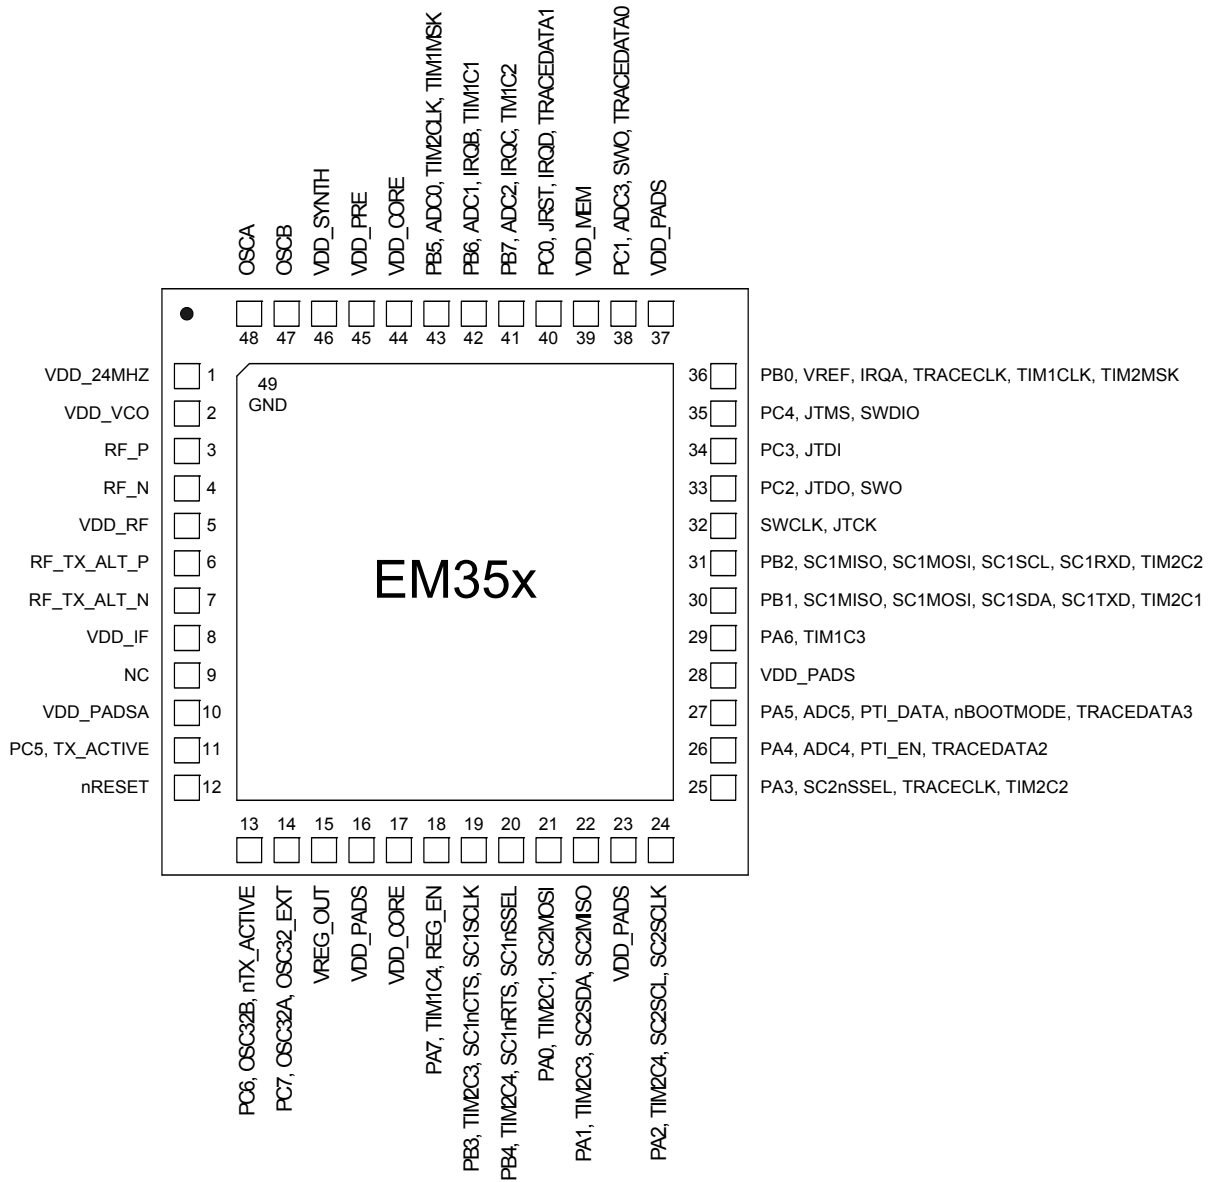 OSCA
OSCB
VDD_SYNTH
VDD_PRE
VDD_CORE
PB5, ADC0, TIM2CLK, TIM1MSK
PB6, ADC1, IRQB, TIM1C1
PB7, ADC2, IRQC, TM1C2
PC0, JRST, IRQD, TRACEDATA1
VDD_MEM
PC1, ADC3, SWO, TRACEDATA0
VDD_PADS
48 47 46 45 44 43 42 41 40 39 38 37
VDD_24MHZ 1
VDD_VCO 2
RF_P 3
RF_N 4
VDD_RF 5
RF_TX_ALT_P 6
RF_TX_ALT_N 7
VDD_IF 8
NC 9
VDD_PADSA 10
PC5, TX_ACTIVE 11
nRESET 12
49
GND
EM35x
36 PB0, VREF, IRQA, TRACECLK, TIM1CLK, TIM2MSK
35 PC4, JTMS, SWDIO
34 PC3, JTDI
33 PC2, JTDO, SWO
32 SWCLK, JTCK
31 PB2, SC1MISO, SC1MOSI, SC1SCL, SC1RXD, TIM2C2
30 PB1, SC1MISO, SC1MOSI, SC1SDA, SC1TXD, TIM2C1
29 PA6, TIM1C3
28 VDD_PADS
27 PA5, ADC5, PTI_DATA, nBOOTMODE, TRACEDATA3
26 PA4, ADC4, PTI_EN, TRACEDATA2
25 PA3, SC2nSSEL, TRACECLK, TIM2C2
13 14 15 16 17 18 19 20 21 22 23 24
PC6, OSC32B, nTX_ACTIVE
PC7, OSC32A, OSC32_EXT
VREG_OUT
VDD_PADS
VDD_CORE
PA7, TIM1C4, REG_EN
PB3, TIM2C3, SC1nCTS, SC1SCLK
PB4, TIM2C4, SC1nRTS, SC1nSSEL
PA0, TIM2C1, SC2MOSI
PA1, TIM2C3, SC2SDA, SC2MISO
VDD_PADS
PA2, TIM2C4, SC2SCL, SC2SCLK